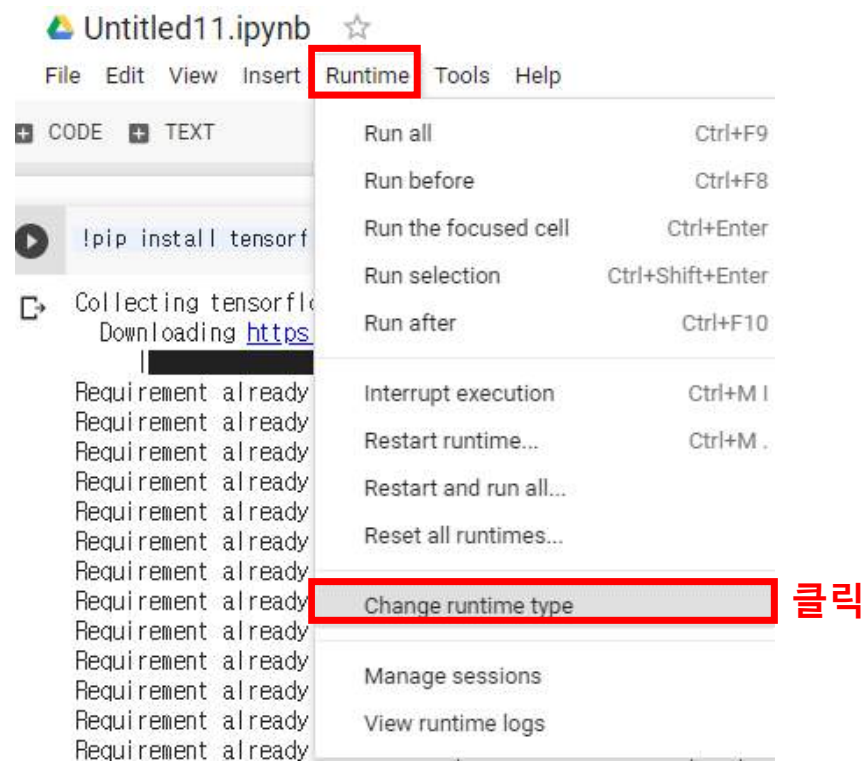 Untitled11.ipynb
File Edit View Insert Runtime Tools Help
CODE TEXT
Run all Ctrl+F9
Run before Ctrl+F8
Run the focused cell Ctrl+Enter
Run selection Ctrl+Shift+Enter
Run after Ctrl+F10
Interrupt execution Ctrl+M I
Restart runtime... Ctrl+M .
Restart and run all...
Reset all runtimes...
Change runtime type 클릭
Manage sessions
View runtime logs
!pip install tensorf
Collecting tensorflo
Downloading https
Requirement already
Requirement already
Requirement already
Requirement already
Requirement already
Requirement already
Requirement already
Requirement already
Requirement already
Requirement already
Requirement already
Requirement already
Requirement already